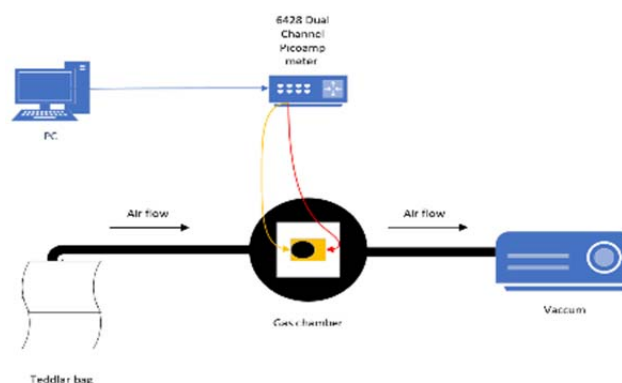 6428 Dual
Channel
Picoamp
meter
PC
Air flow
Air flow
Gas chamber
Vaccum
Teddlar bag